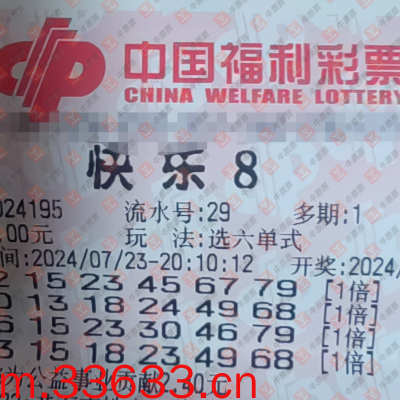 中国福利彩票
CHINA WELFARE LOTTERY
快乐8
024195 流水号:29 多期:1
.00元 玩 法:选六单式
间:2024/07/23-20:10:12 开奖:2024/
2 15 23 45 67 79 [1倍]
0 13 18 24 49 68 [1倍]
6 15 23 30 46 79 [1倍]
3 15 18 23 49 68 [1倍]
m.33633.cn